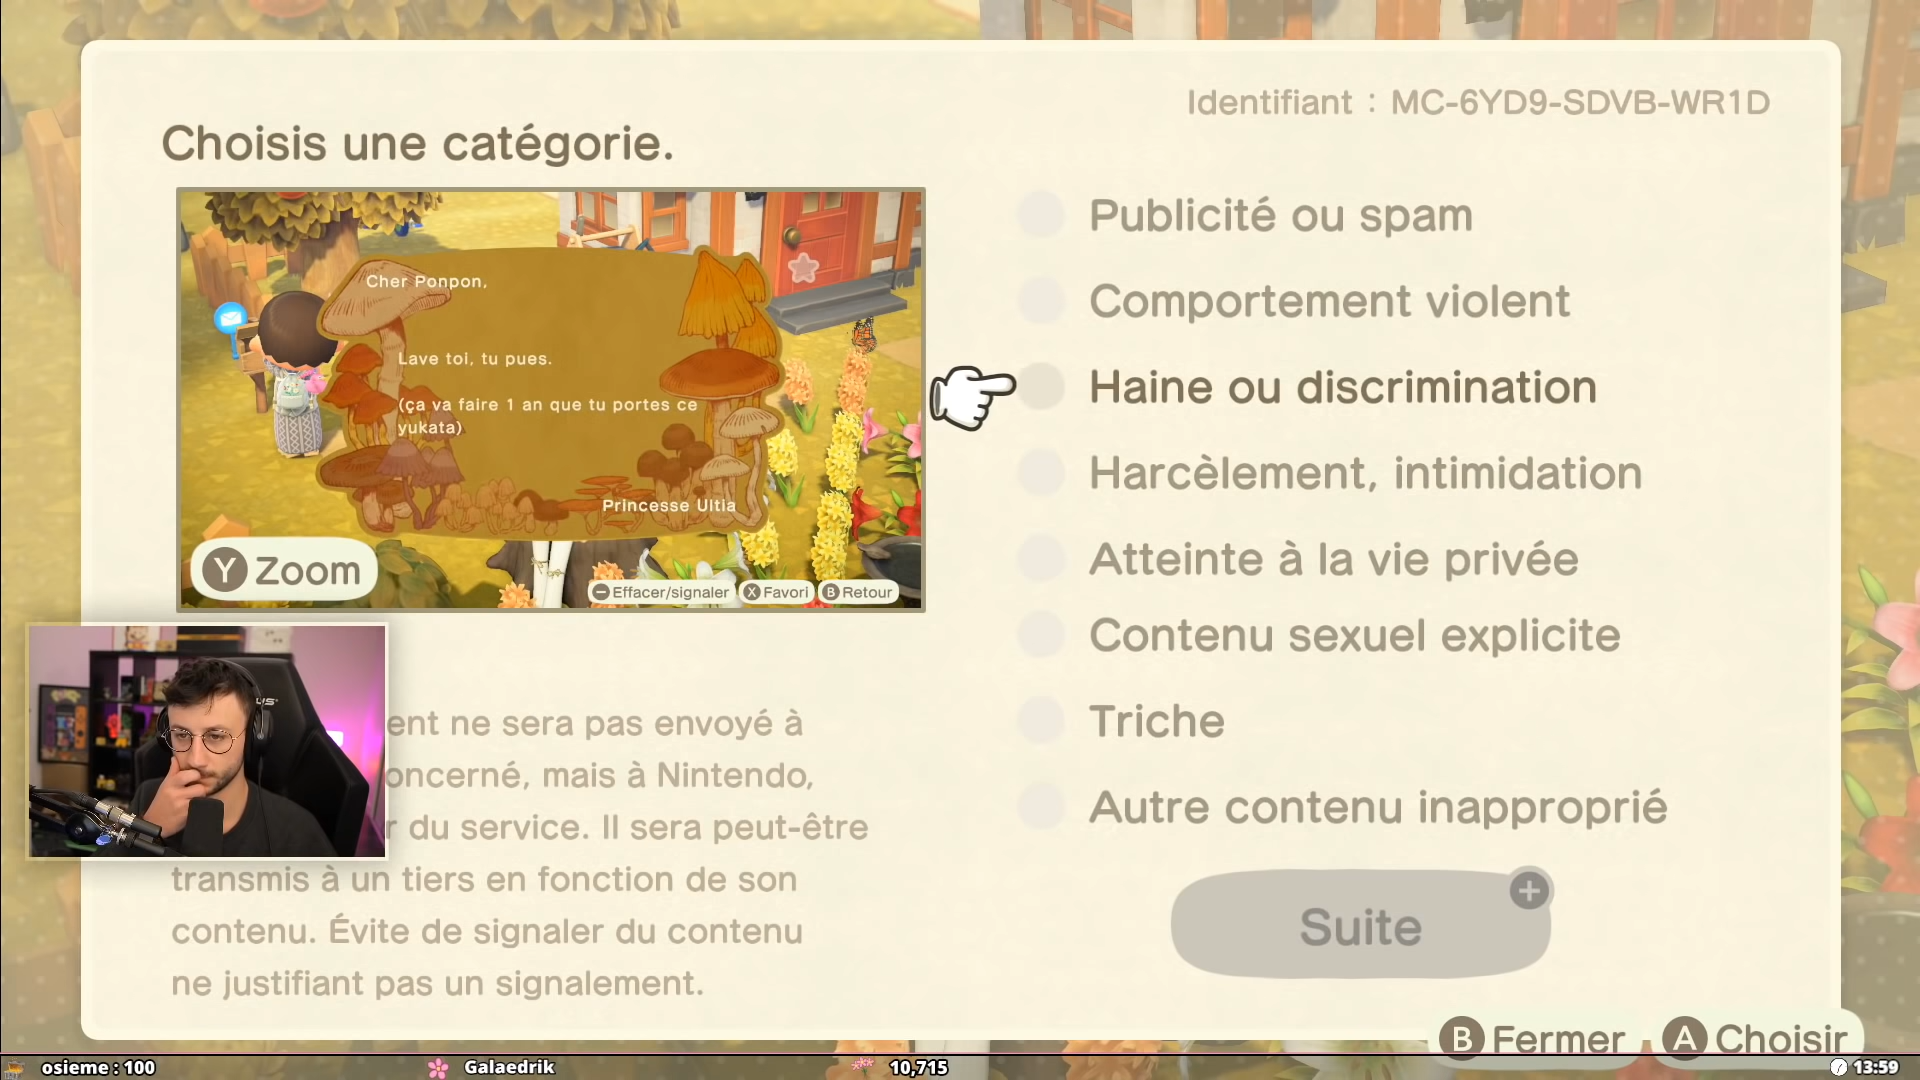 Identifiant : MC-6YD9-SDVB-WR1D
Choisis une catégorie.
Cher Ponpon,
Lave toi, tu pues.
(ça va faire 1 an que tu portes ce
yukata)
Princesse Ultia
Y Zoom
Effacer/signaler X Favori B Retour
Publicité ou spam
Comportement violent
Haine ou discrimination
Harcèlement, intimidation
Atteinte à la vie privée
Contenu sexuel explicite
Triche
Autre contenu inapproprié
ent ne sera pas envoyé à
oncerné, mais à Nintendo,
r du service. Il sera peut-être
transmis à un tiers en fonction de son
contenu. Évite de signaler du contenu
ne justifiant pas un signalement.
Suite
B Fermer A Choisir
osieme : 100 Galaedrik 10,715 13:59